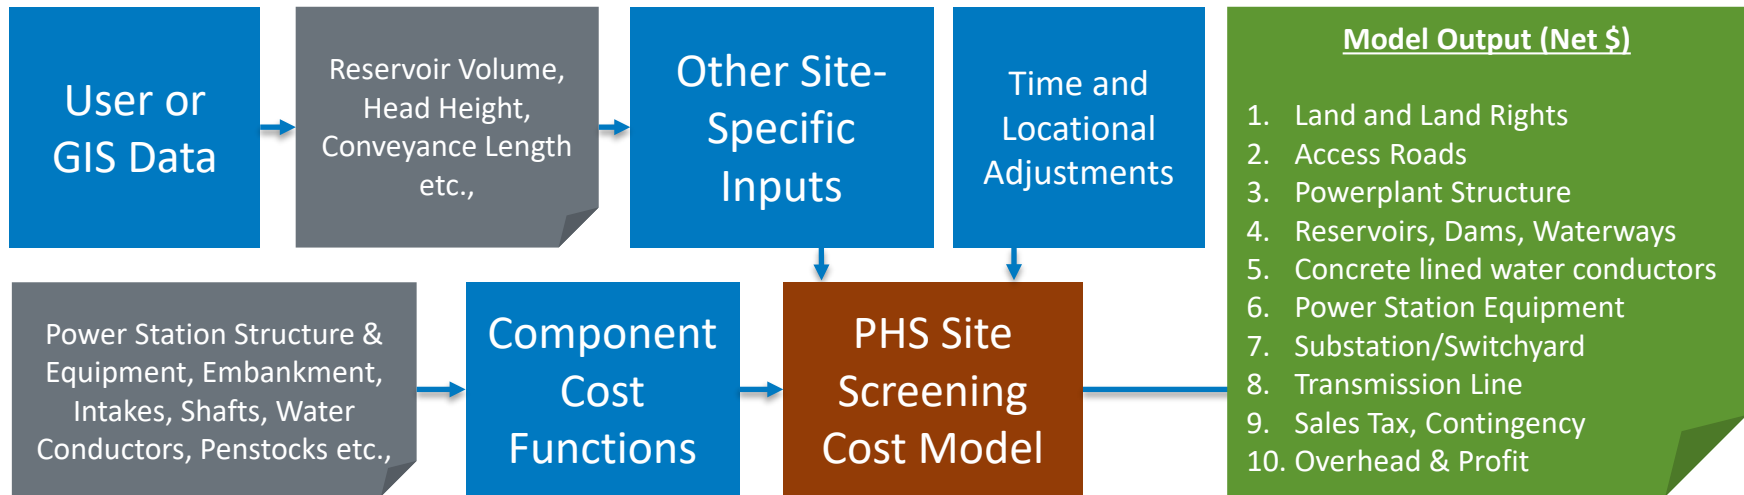 User or
GIS Data
Reservoir Volume,
Head Height,
Conveyance Length
etc.,
Other Site-
Specific
Inputs
Time and
Locational
Adjustments
Power Station Structure &
Equipment, Embankment,
Intakes, Shafts, Water
Conductors, Penstocks etc.,
Component
Cost
Functions
PHS Site
Screening
Cost Model
Model Output (Net $)
1. Land and Land Rights
2. Access Roads
3. Powerplant Structure
4. Reservoirs, Dams, Waterways
5. Concrete lined water conductors
6. Power Station Equipment
7. Substation/Switchyard
8. Transmission Line
9. Sales Tax, Contingency
10. Overhead & Profit